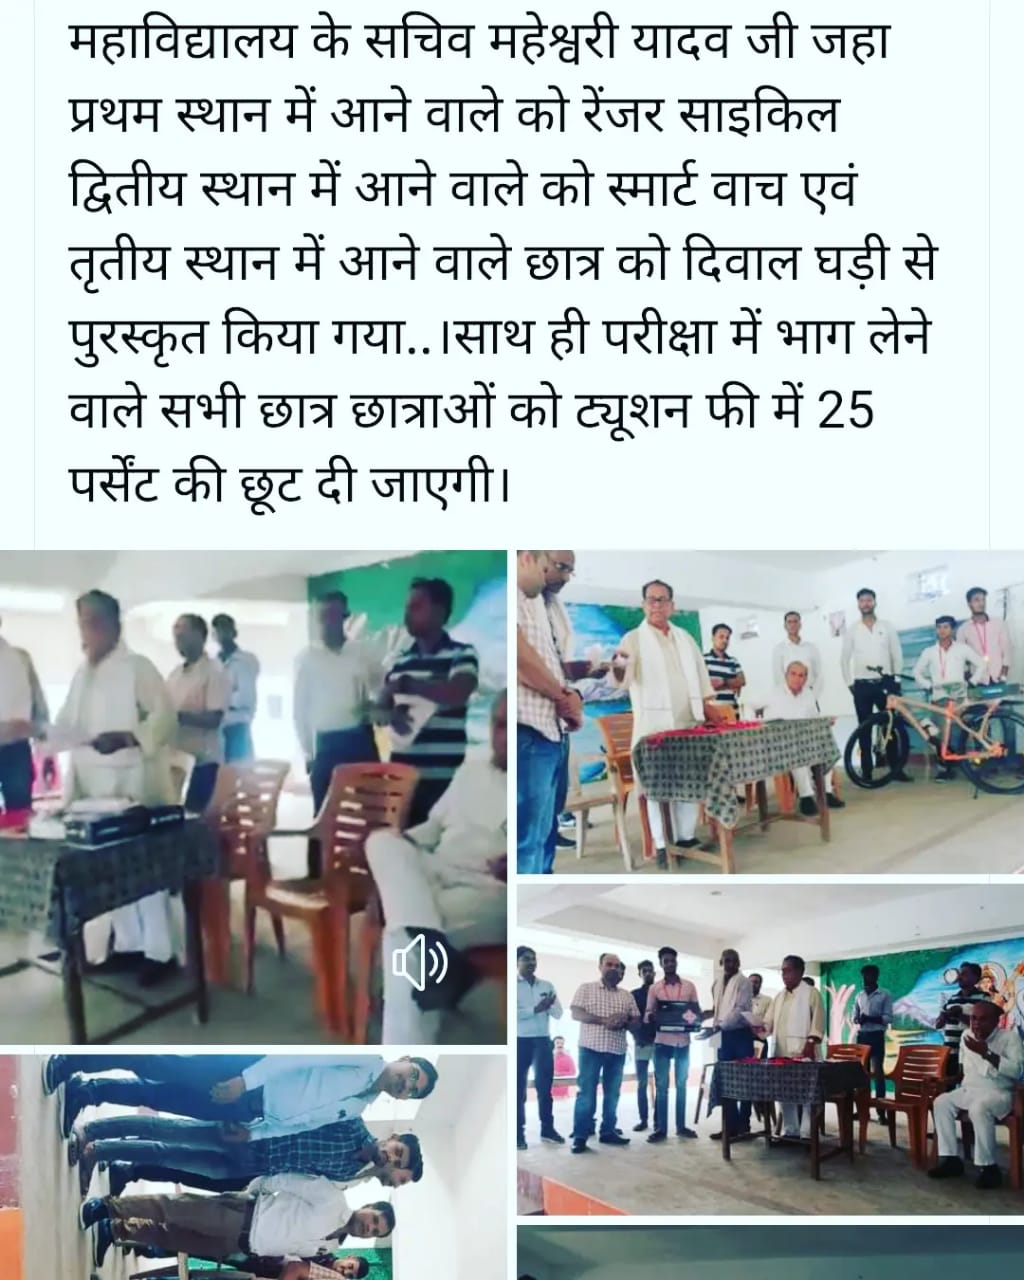 महाविद्यालय के सचिव महेश्वरी यादव जी जहा
प्रथम स्थान में आने वाले को रेंजर साइकिल
द्वितीय स्थान में आने वाले को स्मार्ट वाच एवं
तृतीय स्थान में आने वाले छात्र को दिवाल घड़ी से
पुरस्कृत किया गया..।साथ ही परीक्षा में भाग लेने
वाले सभी छात्र छात्राओं को ट्यूशन फी में 25
पर्सेंट की छूट दी जाएगी।